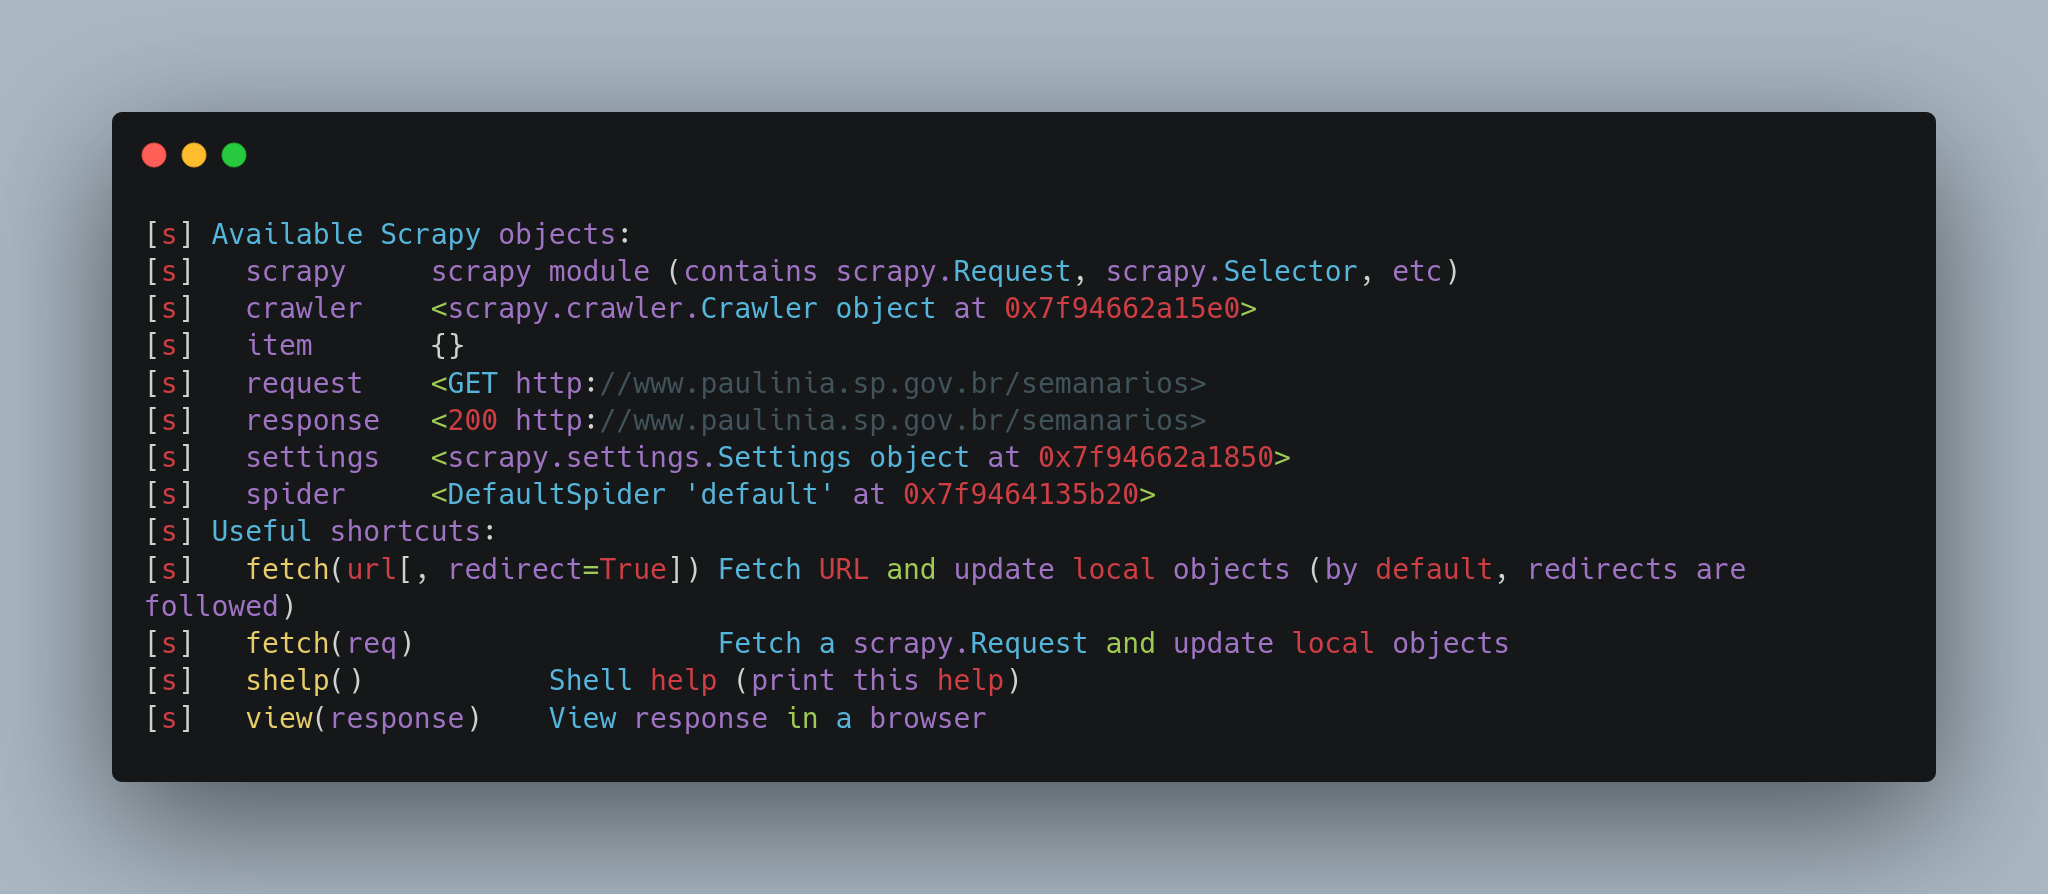 [s] Available Scrapy objects:
[s]   scrapy     scrapy module (contains scrapy.Request, scrapy.Selector, etc)
[s]   crawler    <scrapy.crawler.Crawler object at 0x7f94662a15e0>
[s]   item       {}
[s]   request    <GET http://www.paulinia.sp.gov.br/semanarios>
[s]   response   <200 http://www.paulinia.sp.gov.br/semanarios>
[s]   settings   <scrapy.settings.Settings object at 0x7f94662a1850>
[s]   spider     <DefaultSpider 'default' at 0x7f9464135b20>
[s] Useful shortcuts:
[s]   fetch(url[, redirect=True]) Fetch URL and update local objects (by default, redirects are
followed)
[s]   fetch(req)                  Fetch a scrapy.Request and update local objects
[s]   shelp()           Shell help (print this help)
[s]   view(response)    View response in a browser